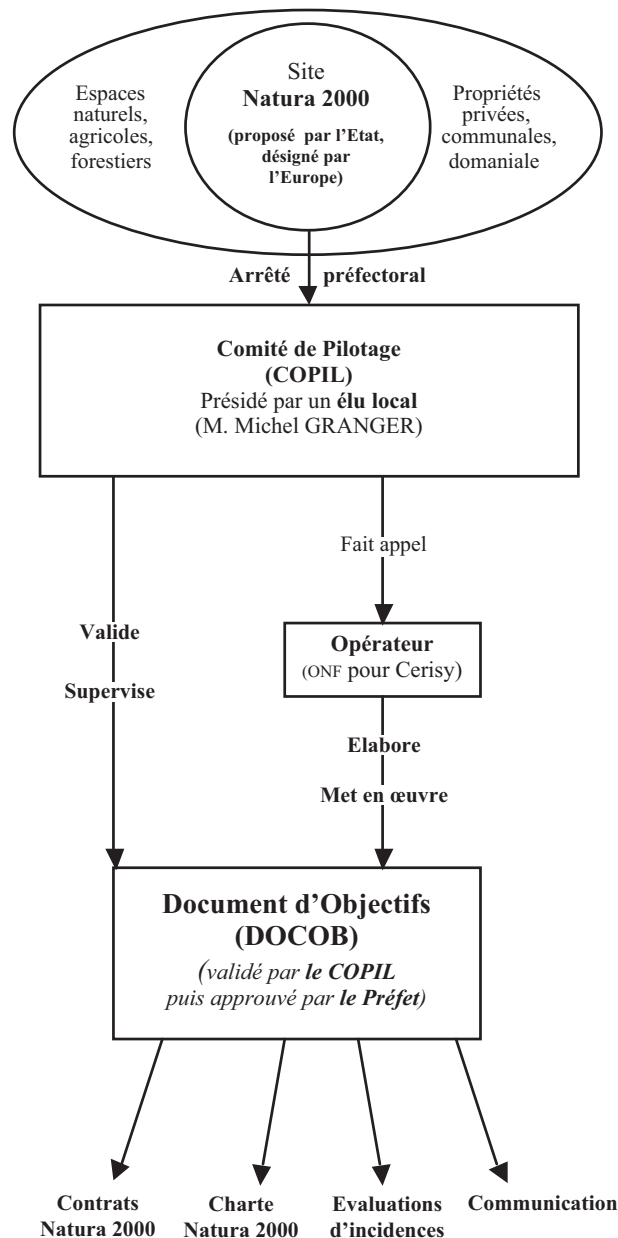 Espaces
naturels,
agricoles,
forestiers
Site
Natura 2000
(proposé par l'Etat,
désigné par
l'Europe)
Propriétés
privées,
communales,
domaniale
Arrêté préfectoral
Comité de Pilotage
(COPIL)
Présidé par un élu local
(M. Michel GRANGER)
Fait appel
Valide
Supervise
Opérateur
(ONF pour Cerisy)
Elabore
Met en œuvre
Document d'Objectifs
(DOCOB)
(validé par le COPIL
puis approuvé par le Préfet)
Contrats
Natura 2000
Charte
Natura 2000
Evaluations
d'incidences
Communication